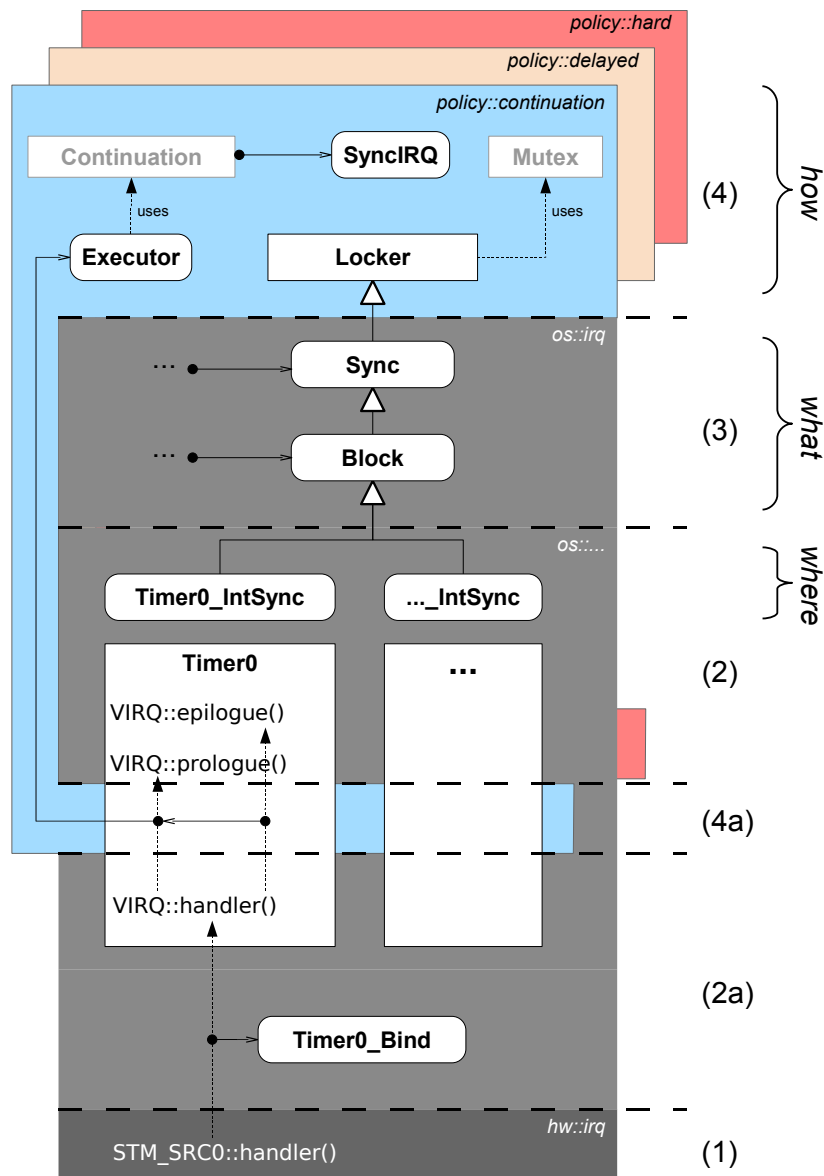 policy::hard
policy::delayed
policy::continuation
Continuation
SyncIRQ
Mutex
uses
uses
(4)
how
Executor
Locker
os::irq
... Sync
(3)
what
... Block
os::...
Timer0_IntSync
..._IntSync
where
Timer0
...
(2)
VIRQ::epilogue()
VIRQ::prologue()
(4a)
VIRQ::handler()
(2a)
Timer0_Bind
hw::irq
STM_SRC0::handler()
(1)